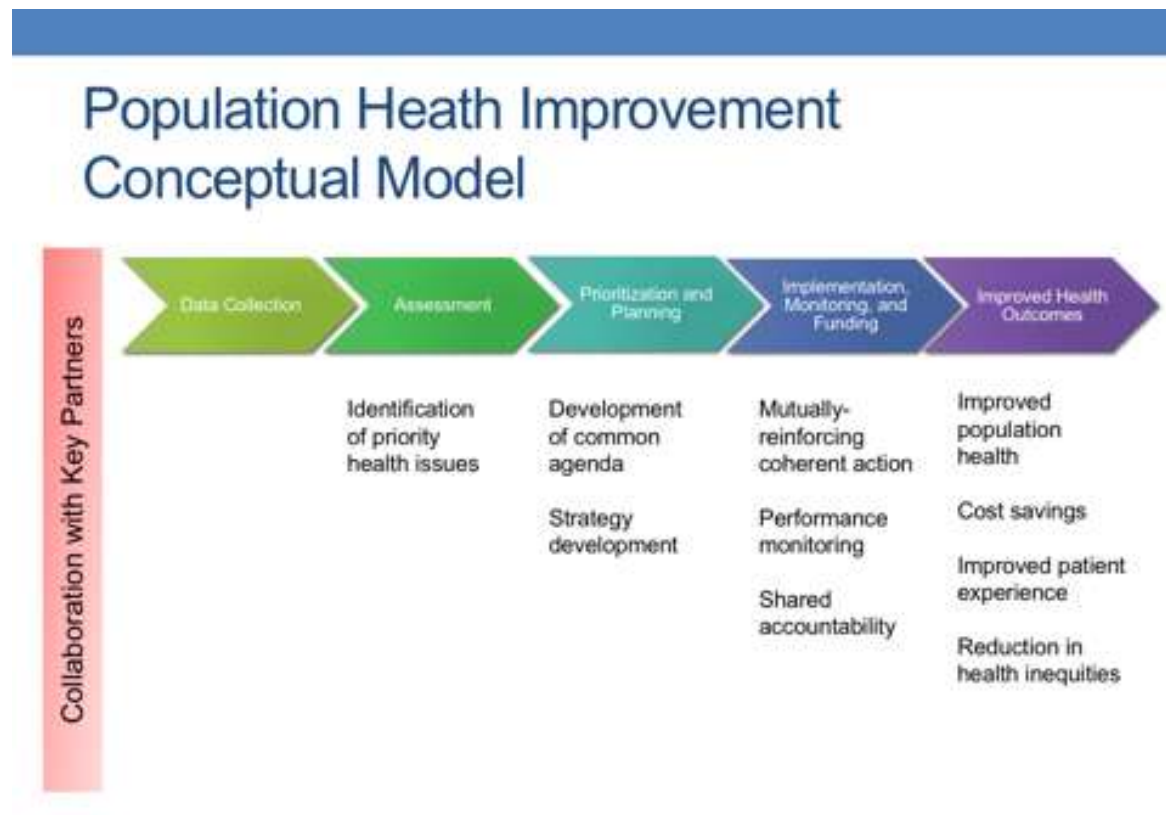 Population Heath Improvement
Conceptual Model
Collaboration with Key Partners
Data Collection
Assessment
Prioritization and
Planning
Implementation,
Monitoring, and
Funding
Improved Health
Outcomes
Identification
of priority
health issues
Development
of common
agenda
Strategy
development
Mutually-
reinforcing
coherent action
Performance
monitoring
Shared
accountability
Improved
population
health
Cost savings
Improved patient
experience
Reduction in
health inequities